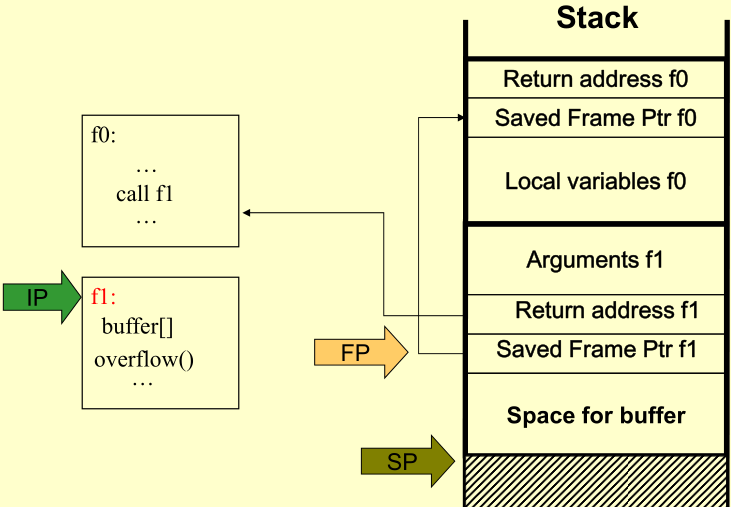 Stack
Return address f0
Saved Frame Ptr f0
Local variables f0
f0:
…
call f1
…
Arguments f1
Return address f1
Saved Frame Ptr f1
Space for buffer
IP
f1:
buffer[]
overflow()
…
FP
SP